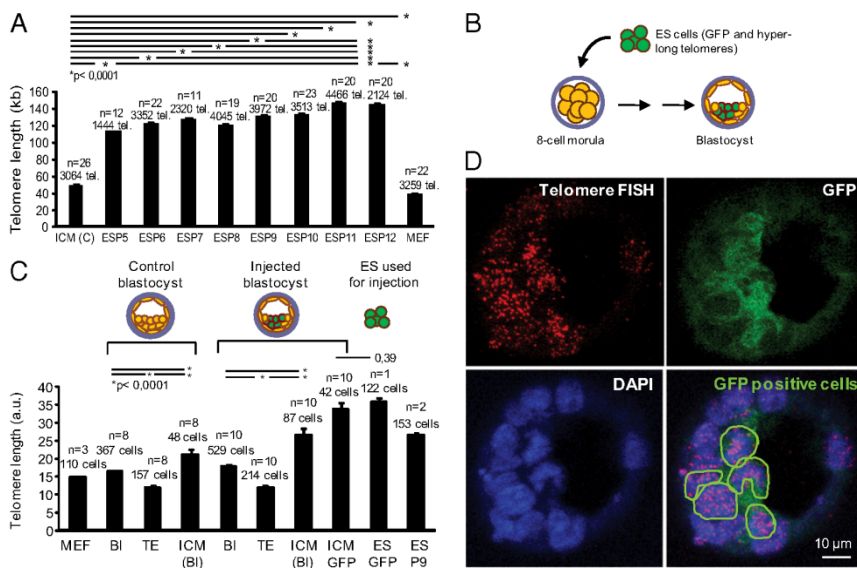 A
*p< 0,0001
Telomere length (kb)
160
140
120
100
80
60
40
20
0
n=26
3064 tel.
n=12
1444 tel.
n=22
3352 tel.
n=11
2320 tel.
n=19
4045 tel.
n=20
3972 tel.
n=23
3513 tel.
n=20
4466 tel.
n=20
2124 tel.
n=22
3259 tel.
ICM (C) ESP5 ESP6 ESP7 ESP8 ESP9 ESP10 ESP11 ESP12 MEF
B
ES cells (GFP and hyper-
long telomeres)
8-cell morula
Blastocyst
C
Control
blastocyst
Injected
blastocyst
ES used
for injection
*p< 0,0001
0,39
Telomere length (a.u.)
40
35
30
25
20
15
10
5
0
n=3
110 cells
n=8
367 cells
n=8
157 cells
n=8
48 cells
n=10
529 cells
n=10
214 cells
n=10
87 cells
n=10
42 cells
n=1
122 cells
n=2
153 cells
MEF BI TE ICM (BI) BI TE ICM (BI) ICM GFP ES GFP ES P9
D
Telomere FISH
GFP
DAPI
GFP positive cells
10 µm